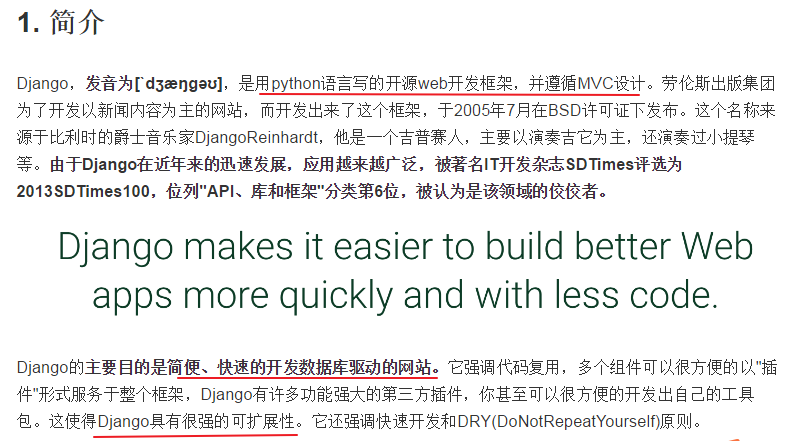 1. 简介
Django，发音为[`dʒæŋɡəʊ]，是用python语言写的开源web开发框架，并遵循MVC设计。劳伦斯出版集团
为了开发以新闻内容为主的网站，而开发出来了这个框架，于2005年7月在BSD许可证下发布。这个名称来
源于比利时的爵士音乐家DjangoReinhardt，他是一个吉普赛人，主要以演奏吉它为主，还演奏过小提琴
等。由于Django在近年来的迅速发展，应用越来越广泛，被著名IT开发杂志SDTimes评选为
2013SDTimes100，位列"API、库和框架"分类第6位，被认为是该领域的佼佼者。
Django makes it easier to build better Web
apps more quickly and with less code.
Django的主要目的是简便、快速的开发数据库驱动的网站。它强调代码复用，多个组件可以很方便的以"插
件"形式服务于整个框架，Django有许多功能强大的第三方插件，你甚至可以很方便的开发出自己的工具
包。这使得Django具有很强的可扩展性。它还强调快速开发和DRY(DoNotRepeatYourself)原则。